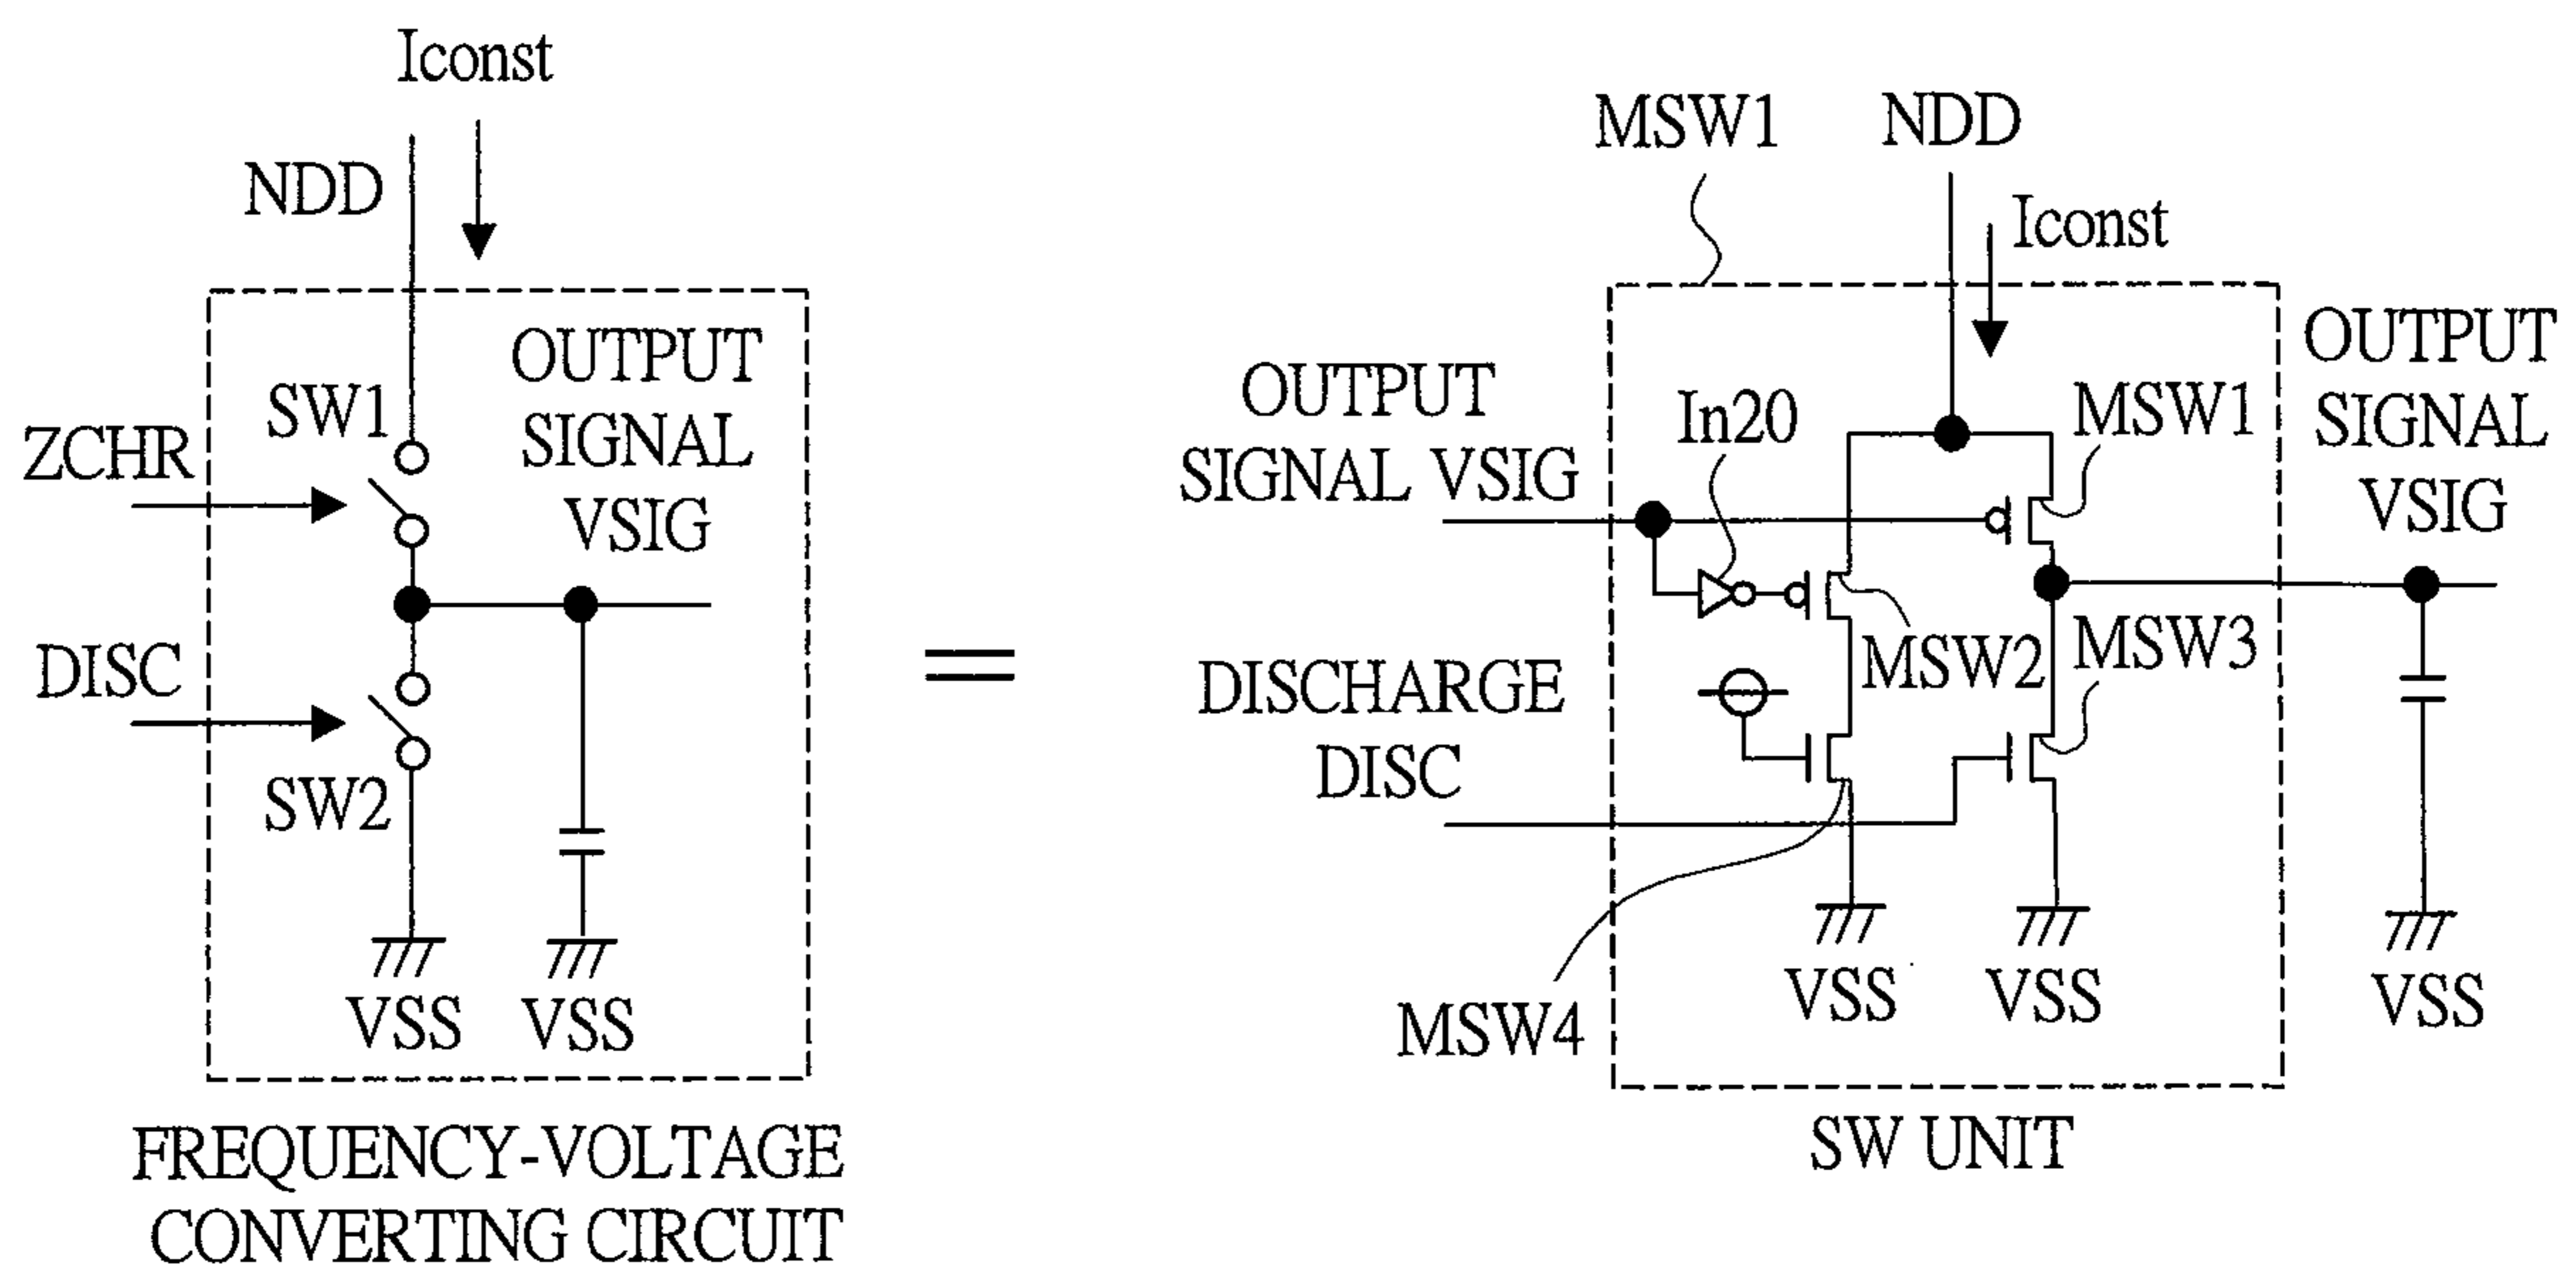 Iconst
NDD
OUTPUT
SIGNAL
VSIG
SW1
ZCHR
DISC
SW2
VSS
VSS
FREQUENCY-VOLTAGE
CONVERTING CIRCUIT
=
MSW1
NDD
Iconst
OUTPUT
SIGNAL VSIG
In20
MSW1
OUTPUT
SIGNAL
VSIG
MSW2
MSW3
DISCHARGE
DISC
MSW4
VSS
VSS
VSS
SW UNIT